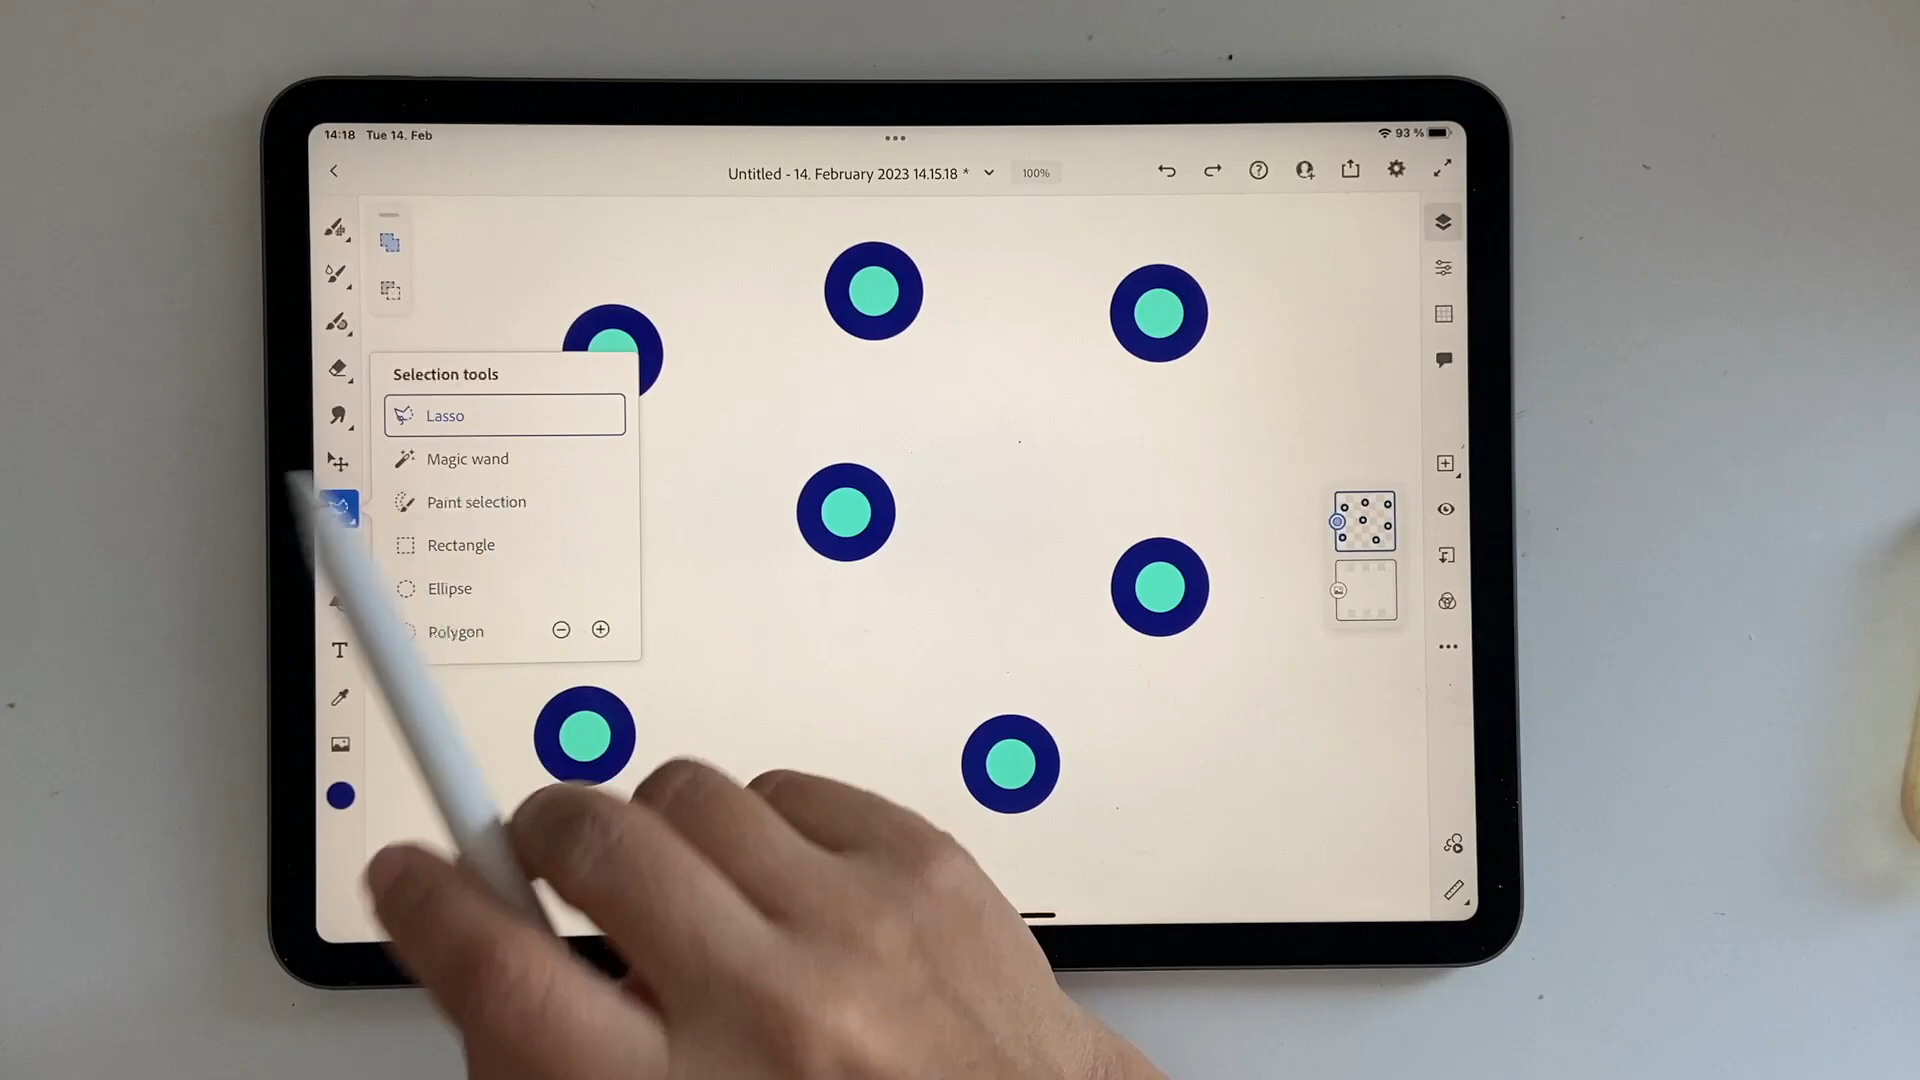 14:18 Tue 14. Feb
93 %
Untitled - 14. February 2023 14.15.18 *
100%
Selection tools
Lasso
Magic wand
Paint selection
Rectangle
Ellipse
Polygon
T